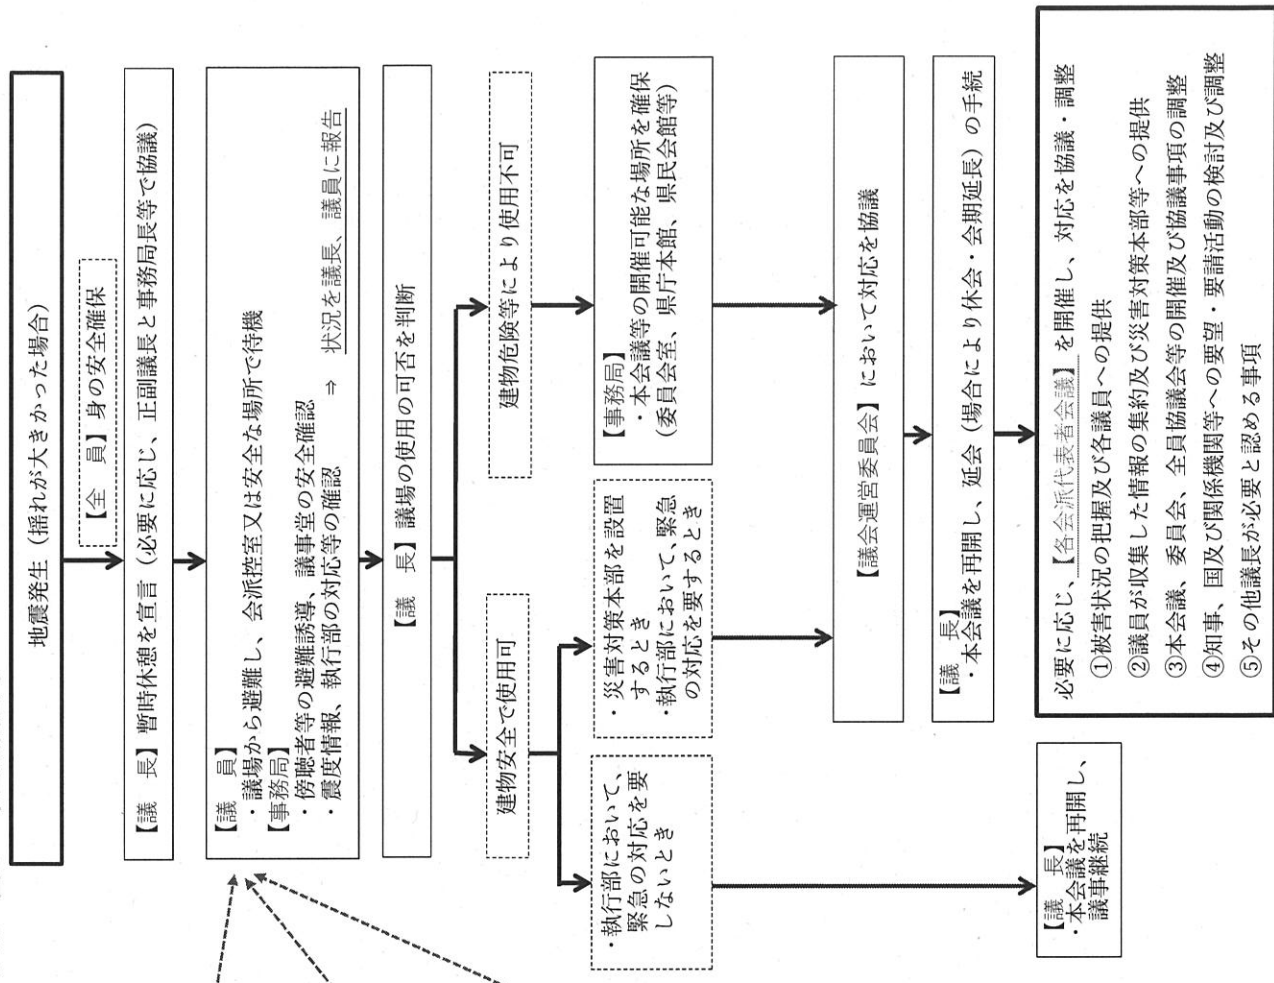 地震発生（揺れが大きかった場合）
【全　員】身の安全確保
【議　長】暫時休憩を宣言（必要に応じ、正副議長と事務局長等で協議）
【議　員】
・議場から避難し、会派控室又は安全な場所で待機
【事務局】
・傍聴者等の避難誘導、議事堂の安全確認
・震度情報、執行部の対応等の確認　⇒　状況を議長、議員に報告
【議　長】議場の使用の可否を判断
建物安全で使用可
建物危険等により使用不可
・執行部において、
緊急の対応を要
しないとき
・災害対策本部を設置
するとき
・執行部において、緊急
の対応を要するとき
【事務局】
・本会議等の開催可能な場所を確保
（委員会室、県庁本館、県民会館等）
【議会運営委員会】において対応を協議
【議　長】
・本会議を再開し、延会（場合により休会・会期延長）の手続
【議　長】
・本会議を再開し、
議事継続
必要に応じ、【各会派代表者会議】を開催し、対応を協議・調整
①被害状況の把握及び各議員への提供
②議員が収集した情報の集約及び災害対策本部等への提供
③本会議、委員会、全員協議会等の開催及び協議事項の調整
④知事、国及び関係機関等への要望・要請活動の検討及び調整
⑤その他議長が必要と認める事項